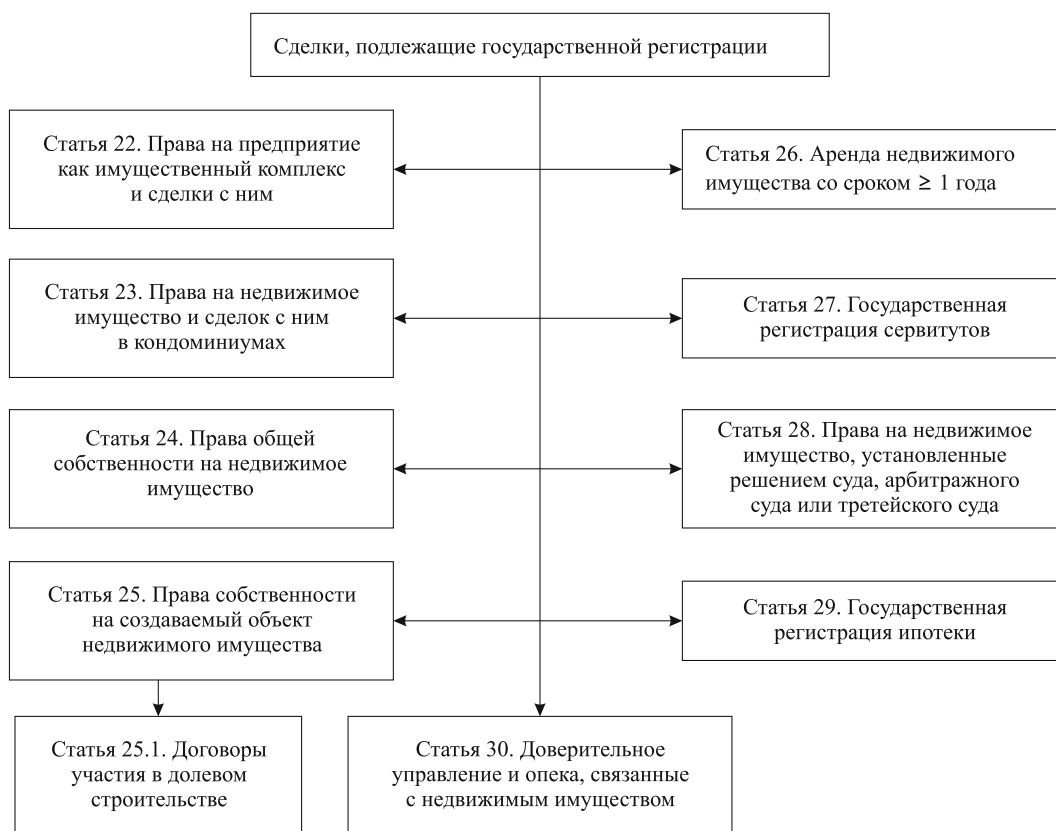 Сделки, подлежащие государственной регистрации
Статья 22. Права на предприятие
как имущественный комплекс
и сделки с ним
Статья 26. Аренда недвижимого
имущества со сроком ≥ 1 года
Статья 23. Права на недвижимое
имущество и сделок с ним
в кондоминиумах
Статья 27. Государственная
регистрация сервитутов
Статья 24. Права общей
собственности на недвижимое
имущество
Статья 28. Права на недвижимое
имущество, установленные
решением суда, арбитражного
суда или третейского суда
Статья 25. Права собственности
на создаваемый объект
недвижимого имущества
Статья 29. Государственная
регистрация ипотеки
Статья 25.1. Договоры
участия в долевом
строительстве
Статья 30. Доверительное
управление и опека, связанные
с недвижимым имуществом